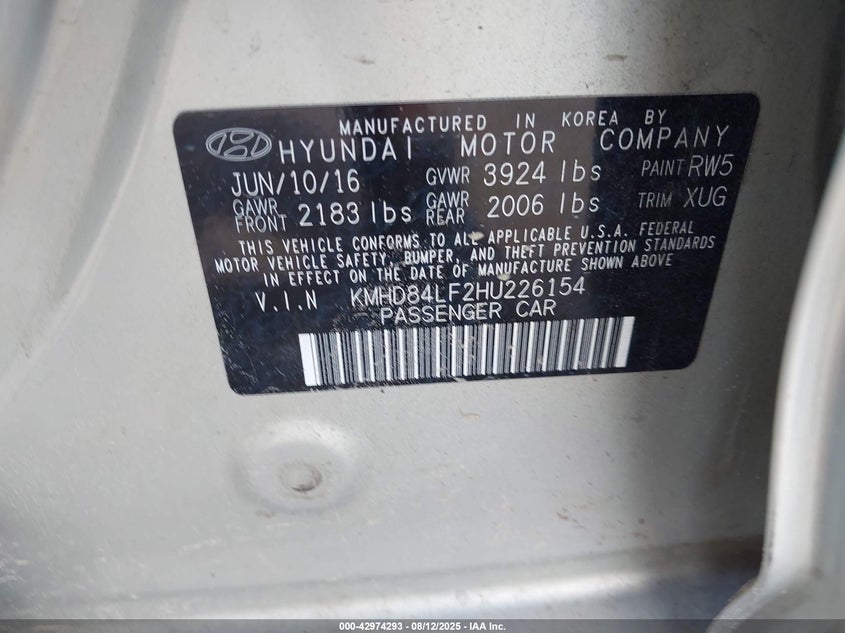 MANUFACTURED IN KOREA BY
HYUNDAI MOTOR COMPANY
JUN/10/16 GVWR 3924 lbs PAINT RW5
GAWR FRONT 2183 lbs GAWR REAR 2006 lbs TRIM XUG
THIS VEHICLE CONFORMS TO ALL APPLICABLE U.S.A. FEDERAL
MOTOR VEHICLE SAFETY, BUMPER, AND THEFT PREVENTION STANDARDS
IN EFFECT ON THE DATE OF MANUFACTURE SHOWN ABOVE.
V.I.N KMHD84LF2HU226154
PASSENGER CAR
000-42974293 - 08/12/2025 - IAA Inc.